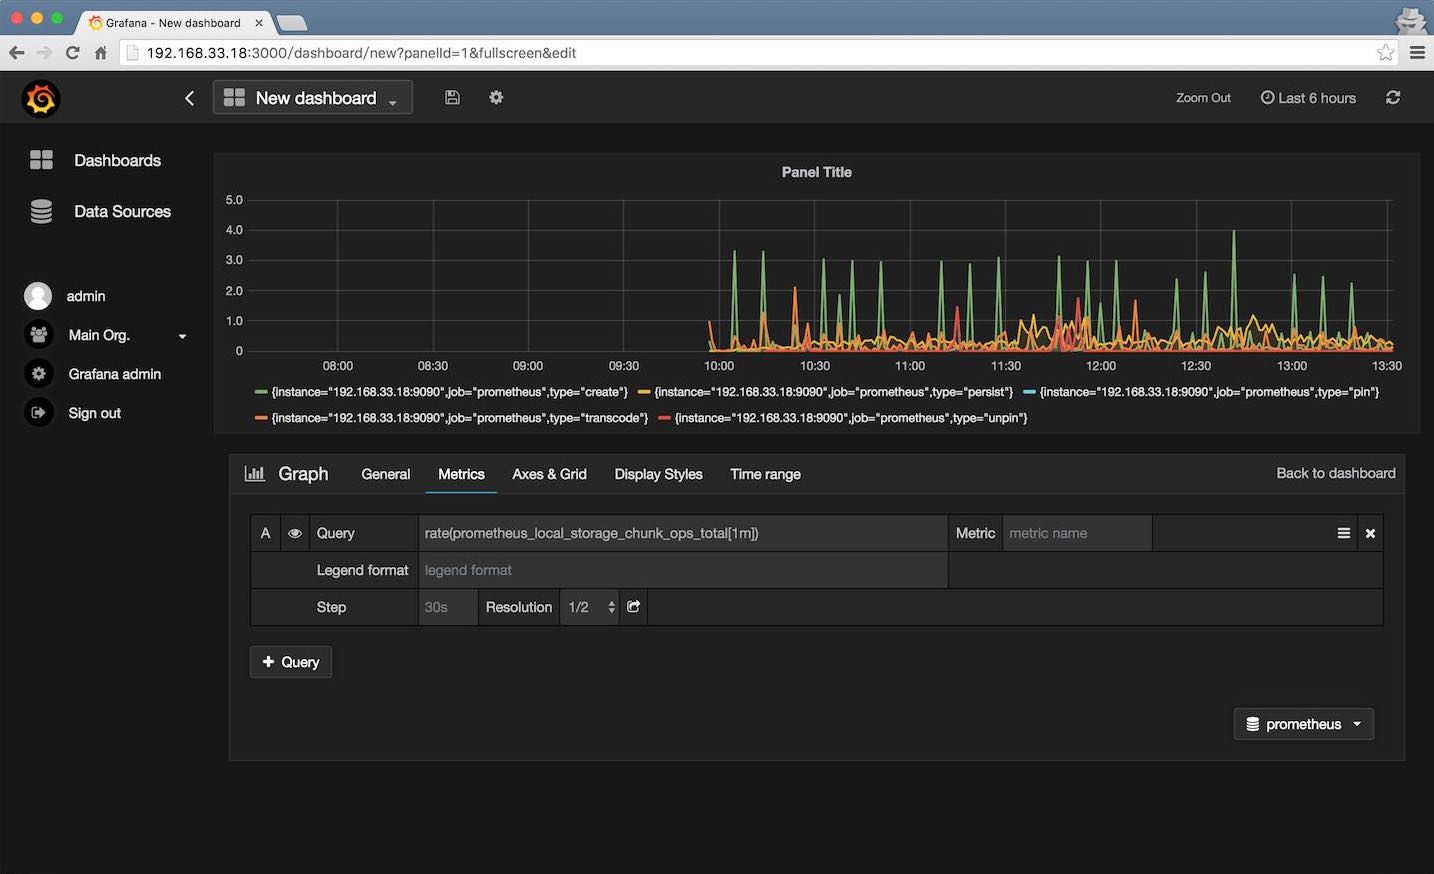 Grafana - New dashboard
192.168.33.18:3000/dashboard/new?panelId=1&fullscreen&edit
New dashboard
Zoom Out
Last 6 hours
Dashboards
Data Sources
admin
Main Org.
Grafana admin
Sign out
Panel Title
5.0
4.0
3.0
2.0
1.0
0
08:00 08:30 09:00 09:30 10:00 10:30 11:00 11:30 12:00 12:30 13:00 13:30
{instance="192.168.33.18:9090",job="prometheus",type="create"} {instance="192.168.33.18:9090",job="prometheus",type="persist"} {instance="192.168.33.18:9090",job="prometheus",type="pin"}
{instance="192.168.33.18:9090",job="prometheus",type="transcode"} {instance="192.168.33.18:9090",job="prometheus",type="unpin"}
Graph General Metrics Axes & Grid Display Styles Time range Back to dashboard
A Query rate(prometheus_local_storage_chunk_ops_total[1m]) Metric metric name
Legend format legend format
Step 30s Resolution 1/2
+ Query
prometheus